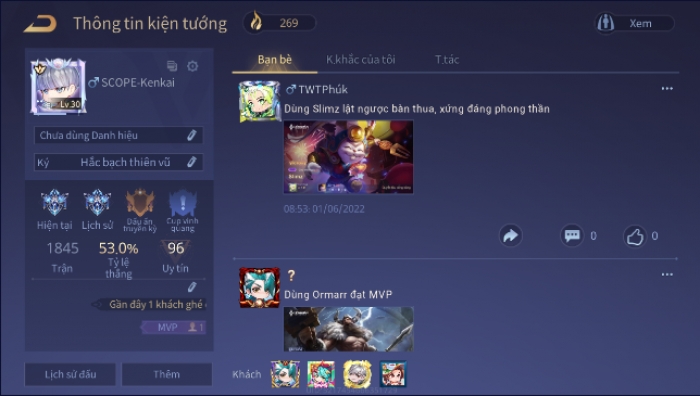 Thông tin kiện tướng
269
Xem
SCOPE-Kenkai
Lv.30
Chưa dùng Danh hiệu
Ký Hắc bạch thiên vũ
Hiện tại
Lịch sử
Dấu ấn truyền kỳ
Cup vinh quang
1845
Trận
53.0%
Tỷ lệ thắng
96
Uy tín
Gần đây 1 khách ghé
MVP 1
Lịch sử đấu
Thêm
Bạn bè
K.khắc của tôi
T.tác
TWTPhúk
Dùng Slimz lật ngược bàn thua, xứng đáng phong thần
08:53 01/06/2022
0
0
?
Dùng Ormarr đạt MVP
Khách